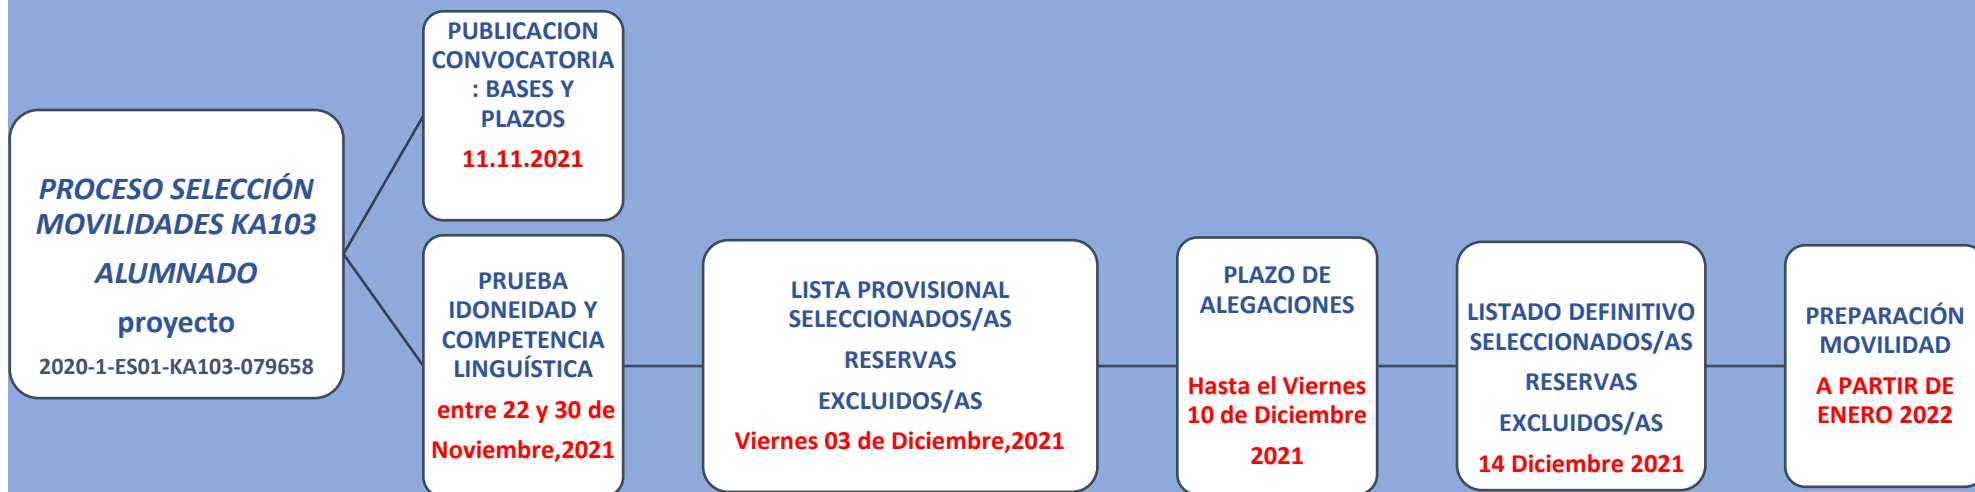 PROCESO SELECCIÓN
MOVILIDADES KA103
ALUMNADO
proyecto
2020-1-ES01-KA103-079658
PUBLICACION
CONVOCATORIA
: BASES Y
PLAZOS
11.11.2021
PRUEBA
IDONEIDAD Y
COMPETENCIA
LINGUÍSTICA
entre 22 y 30 de
Noviembre,2021
LISTA PROVISIONAL
SELECCIONADOS/AS
RESERVAS
EXCLUIDOS/AS
Viernes 03 de Diciembre,2021
PLAZO DE
ALEGACIONES
Hasta el Viernes
10 de Diciembre
2021
LISTADO DEFINITIVO
SELECCIONADOS/AS
RESERVAS
EXCLUIDOS/AS
14 Diciembre 2021
PREPARACIÓN
MOVILIDAD
A PARTIR DE
ENERO 2022